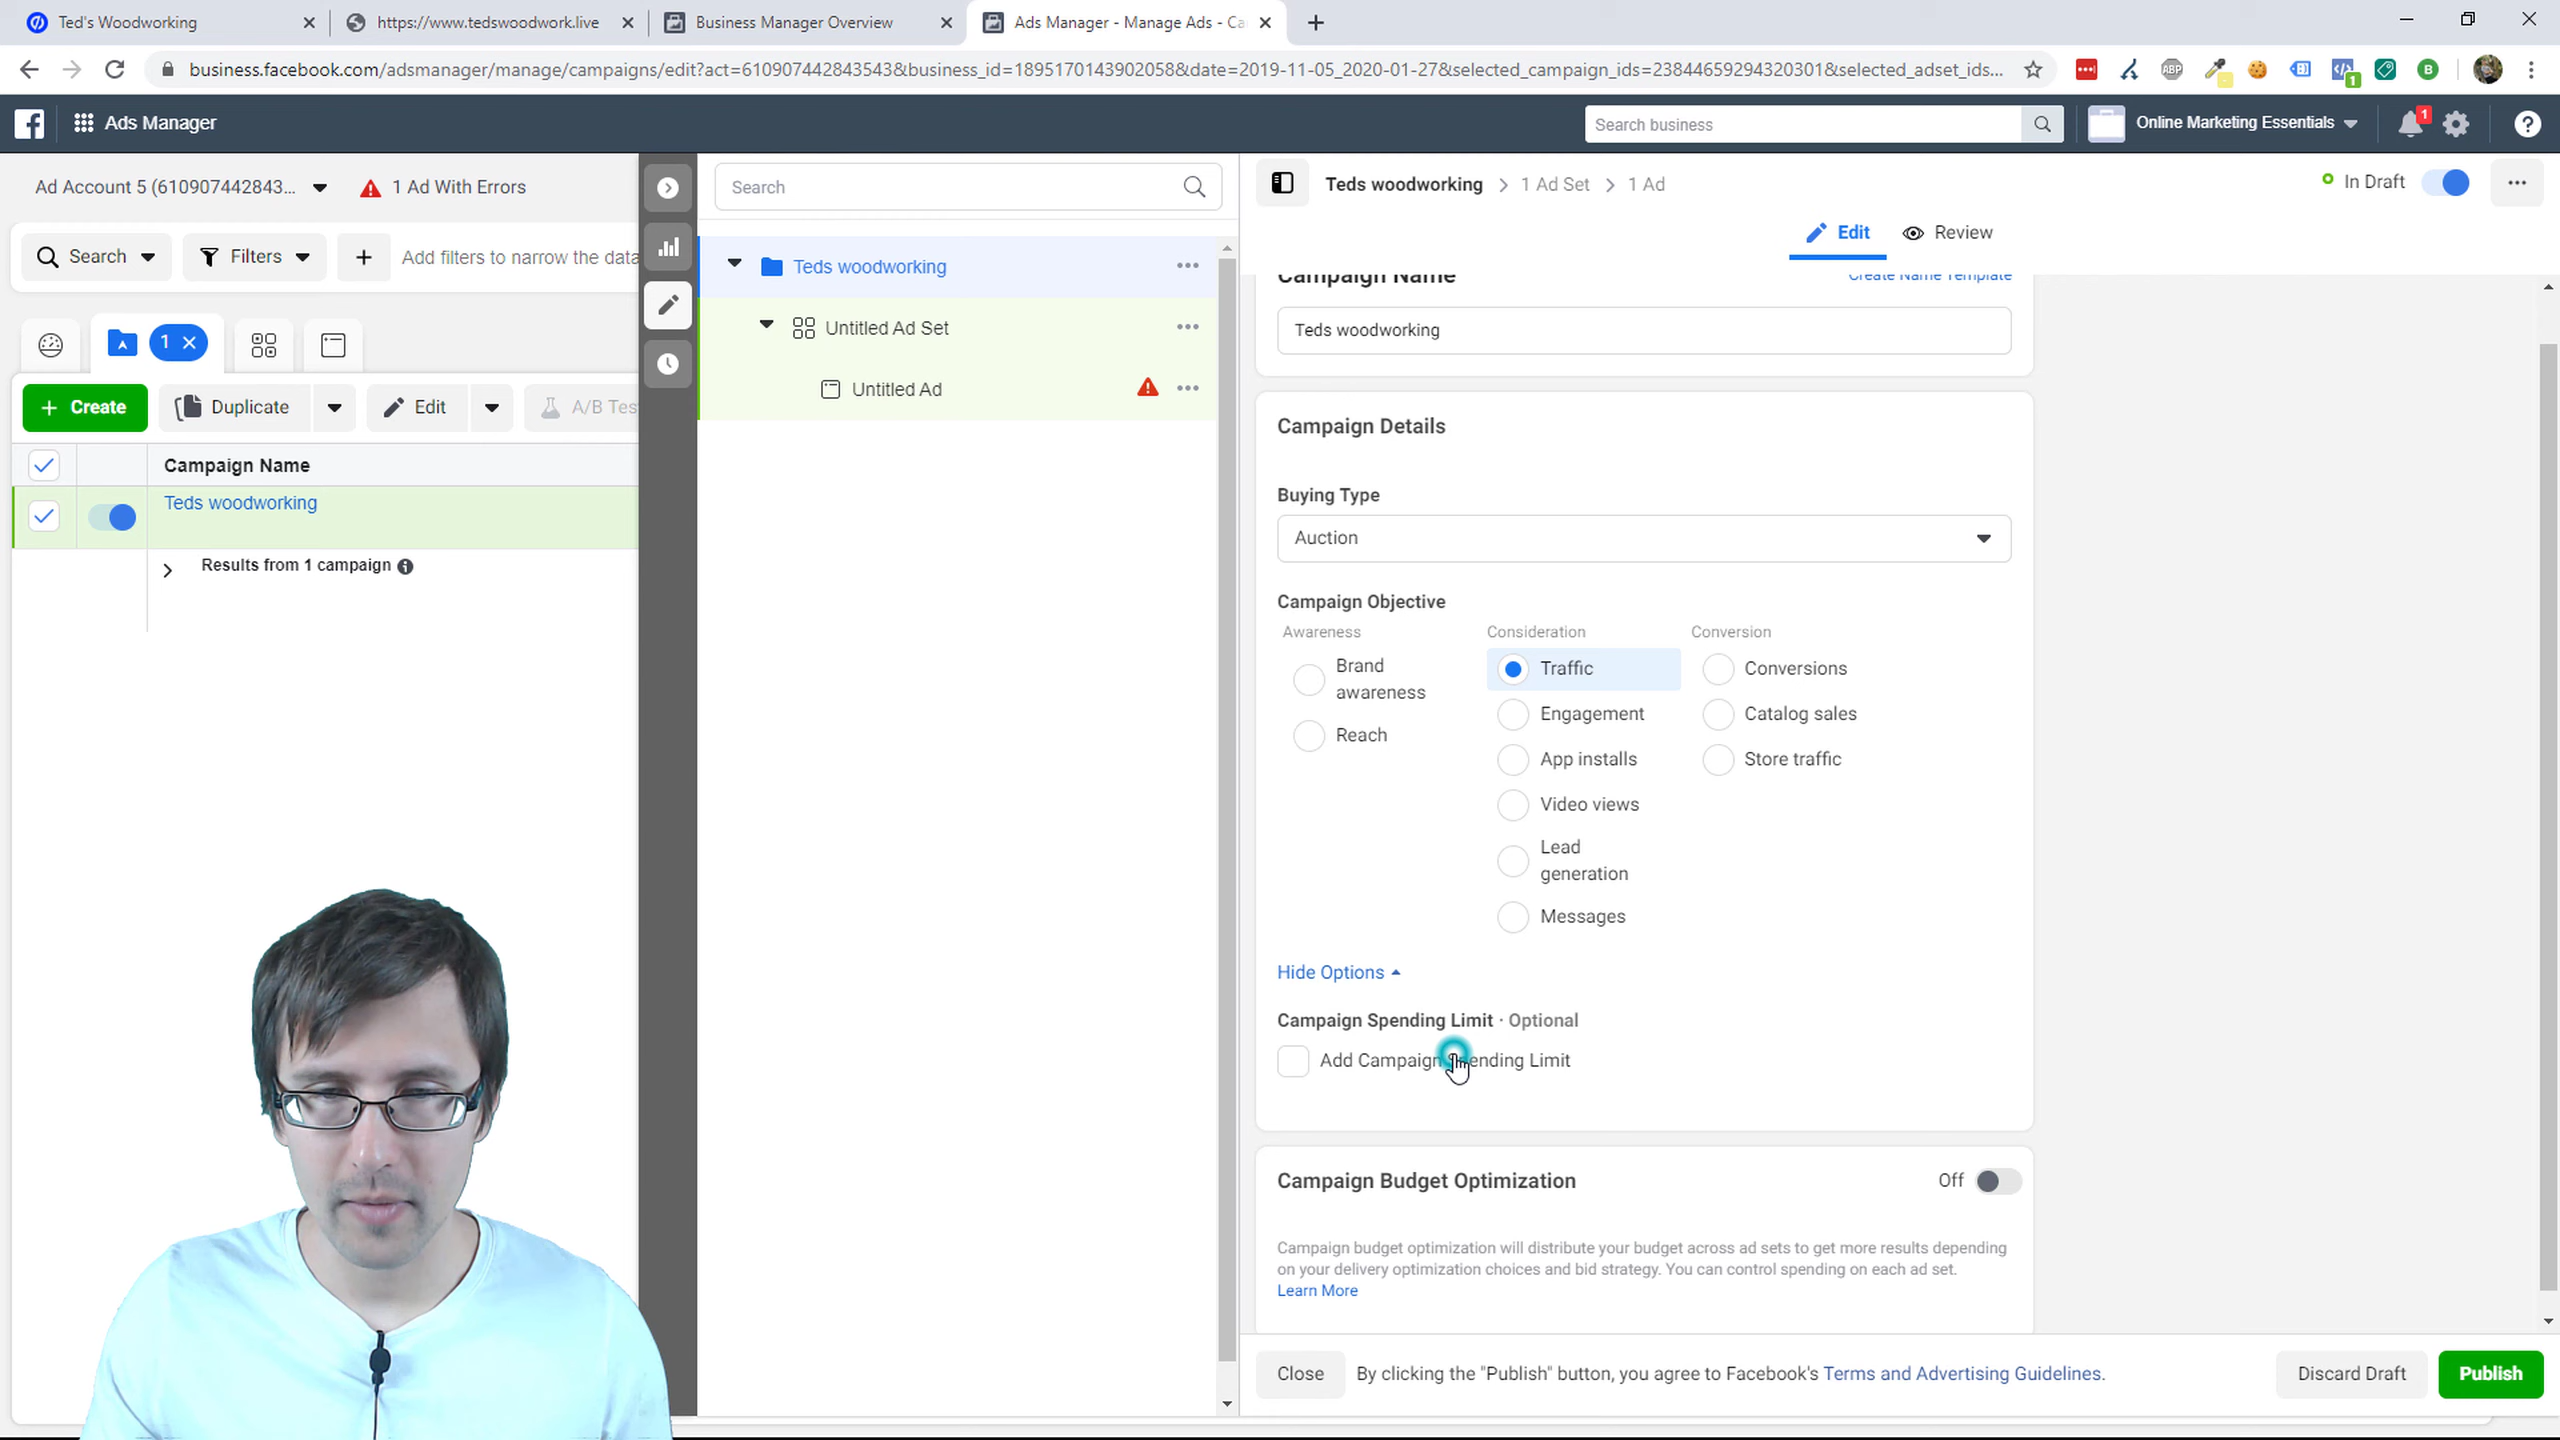 Ted's Woodworking
https://www.tedswoodwork.live
Business Manager Overview
Ads Manager - Manage Ads - Ca
business.facebook.com/adsmanager/manage/campaigns/edit?act=610907442843543&business_id=1895170143902058&date=2019-11-05_2020-01-27&selected_campaign_ids=23844659294320301&selected_adset_ids...
ABP
1
B
Ads Manager
Search business
Online Marketing Essentials
1
Ad Account 5 (610907442843...
1 Ad With Errors
Search
Filters
Add filters to narrow the data
1
Create
Duplicate
Edit
A/B Tes
Campaign Name
Teds woodworking
Results from 1 campaign
Search
Teds woodworking
Untitled Ad Set
Untitled Ad
Teds woodworking > 1 Ad Set > 1 Ad
In Draft
Edit
Review
Campaign Name
Create Name Template
Teds woodworking
Campaign Details
Buying Type
Auction
Campaign Objective
Awareness
Brand
awareness
Reach
Consideration
Traffic
Engagement
App installs
Video views
Lead
generation
Messages
Conversion
Conversions
Catalog sales
Store traffic
Hide Options
Campaign Spending Limit · Optional
Add Campaign Spending Limit
Campaign Budget Optimization
Off
Campaign budget optimization will distribute your budget across ad sets to get more results depending
on your delivery optimization choices and bid strategy. You can control spending on each ad set.
Learn More
Close
By clicking the "Publish" button, you agree to Facebook's Terms and Advertising Guidelines.
Discard Draft
Publish